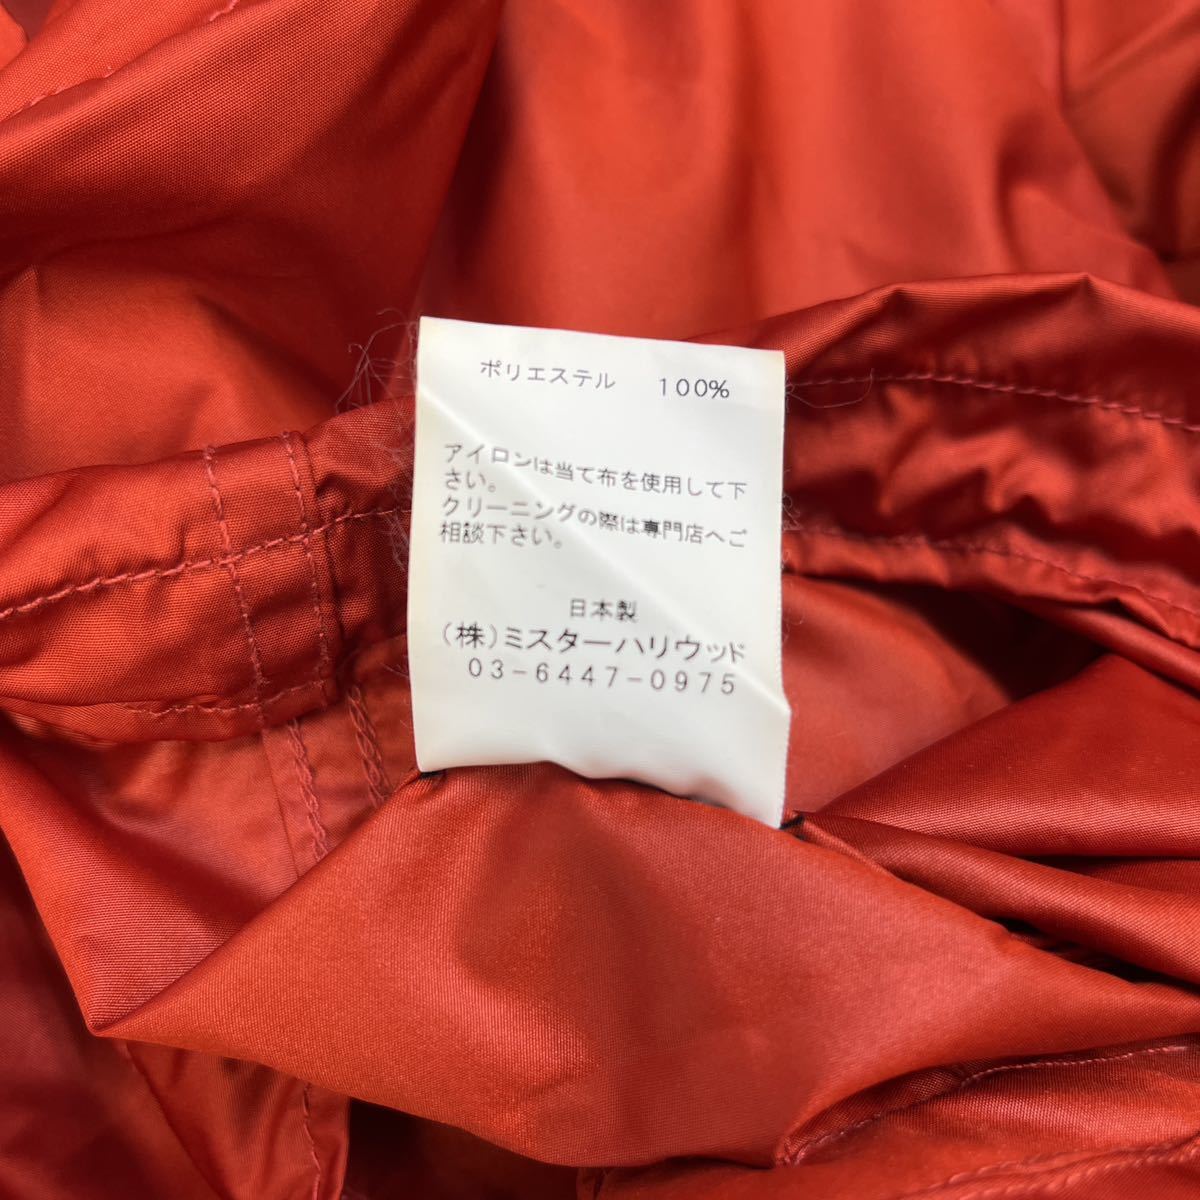 ポリエステル 100%
アイロンは当て布を使用して下
さい。
クリーニングの際は専門店へご
相談下さい。
日本製
(株)ミスターハリウッド
03-6447-0975